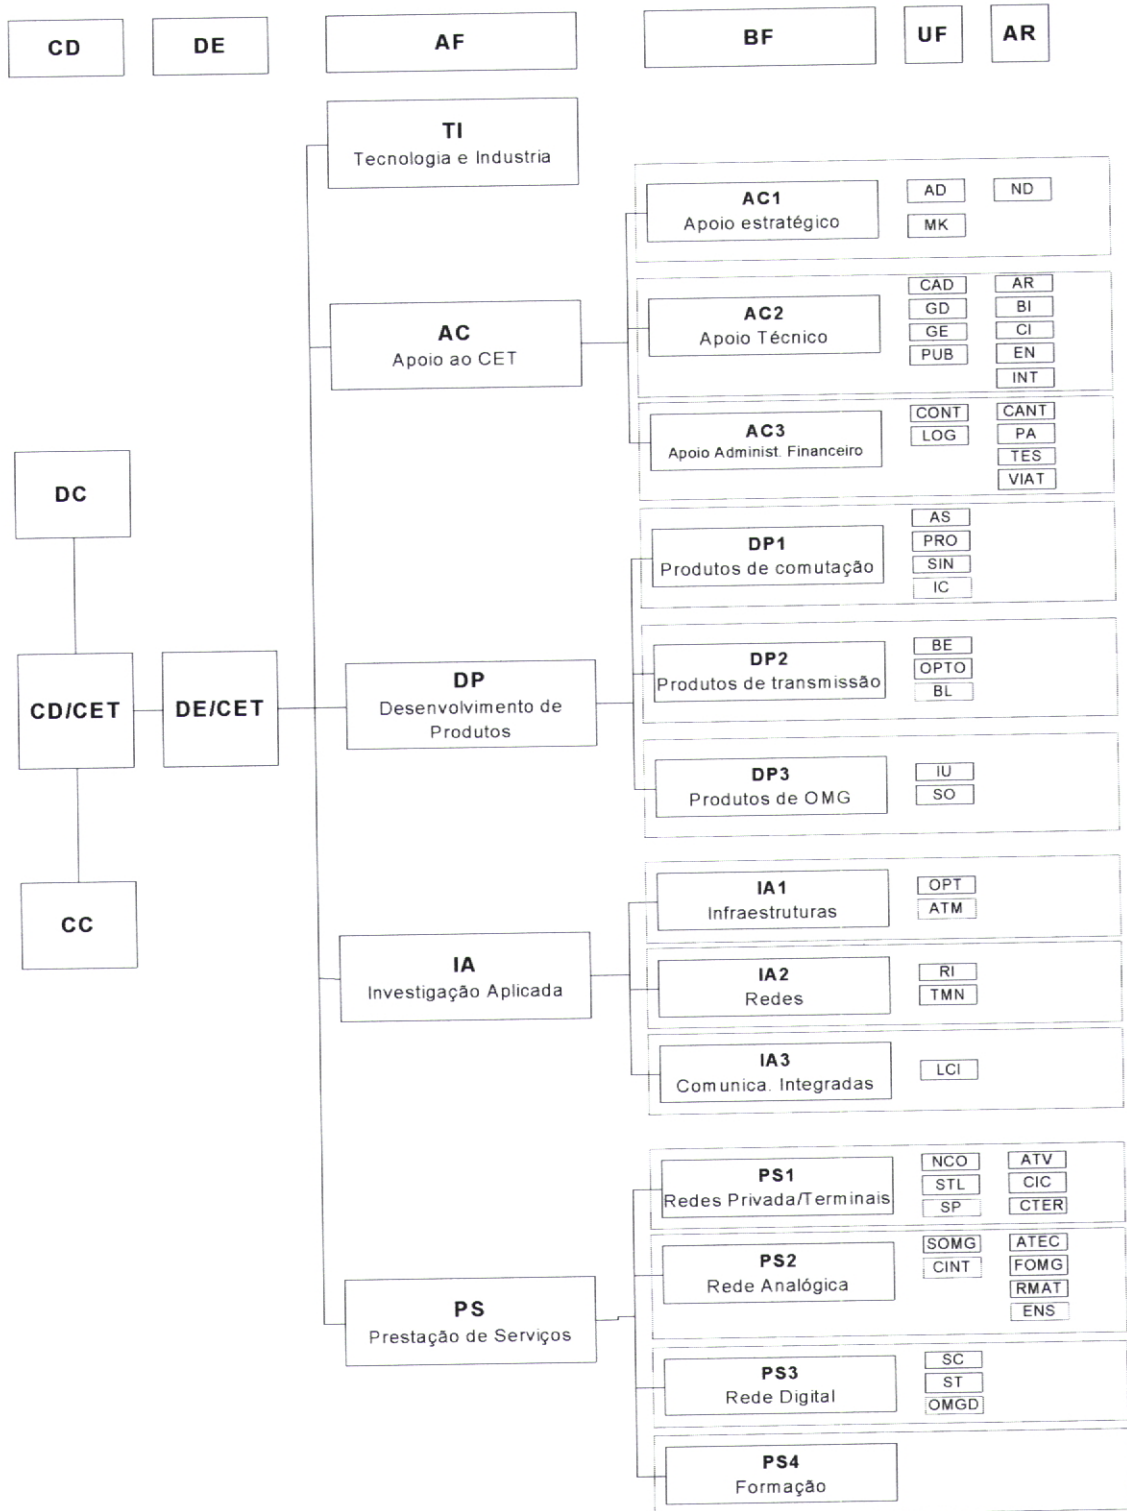 CD
DE
AF
BF
UF
AR
TI
Tecnologia e Industria
AC1
Apoio estratégico
AD
ND
MK
AC
Apoio ao CET
AC2
Apoio Técnico
CAD
AR
GD
BI
GE
CI
PUB
EN
INT
AC3
Apoio Administ. Financeiro
CONT
CANT
LOG
PA
TES
VIAT
DC
DP1
Produtos de comutação
AS
PRO
SIN
IC
CD/CET
DE/CET
DP
Desenvolvimento de
Produtos
DP2
Produtos de transmissão
BE
OPTO
BL
DP3
Produtos de OMG
IU
SO
CC
IA
Investigação Aplicada
IA1
Infraestruturas
OPT
ATM
IA2
Redes
RI
TMN
IA3
Comunica. Integradas
LCI
PS
Prestação de Serviços
PS1
Redes Privada/Terminais
NCO
ATV
STL
CIC
SP
CTER
PS2
Rede Analógica
SOMG
ATEC
CINT
FOMG
RMAT
ENS
PS3
Rede Digital
SC
ST
OMGD
PS4
Formação